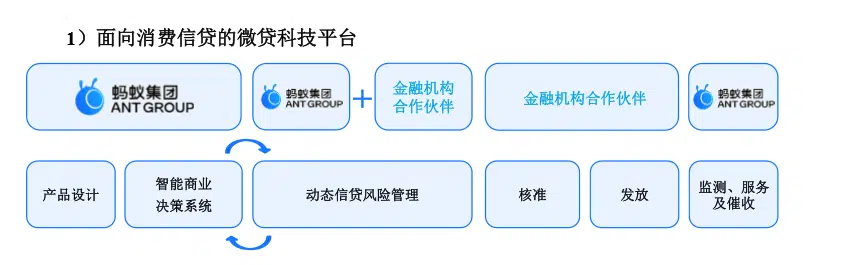 1）面向消费信贷的微贷科技平台
蚂蚁集团
ANT GROUP
蚂蚁集团
ANT GROUP
+
金融机构
合作伙伴
金融机构合作伙伴
蚂蚁集团
ANT GROUP
产品设计
智能商业
决策系统
动态信贷风险管理
核准
发放
监测、服务
及催收